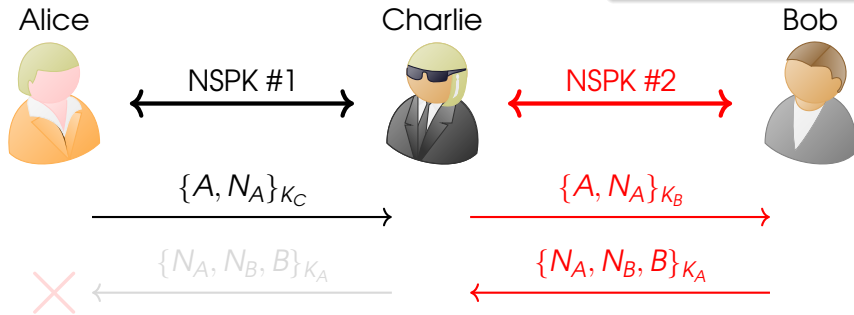 Alice Charlie Bob
NSPK #1 NSPK #2
{A, N_A}_{K_C} {A, N_A}_{K_B}
{N_A, N_B, B}_{K_A} {N_A, N_B, B}_{K_A}